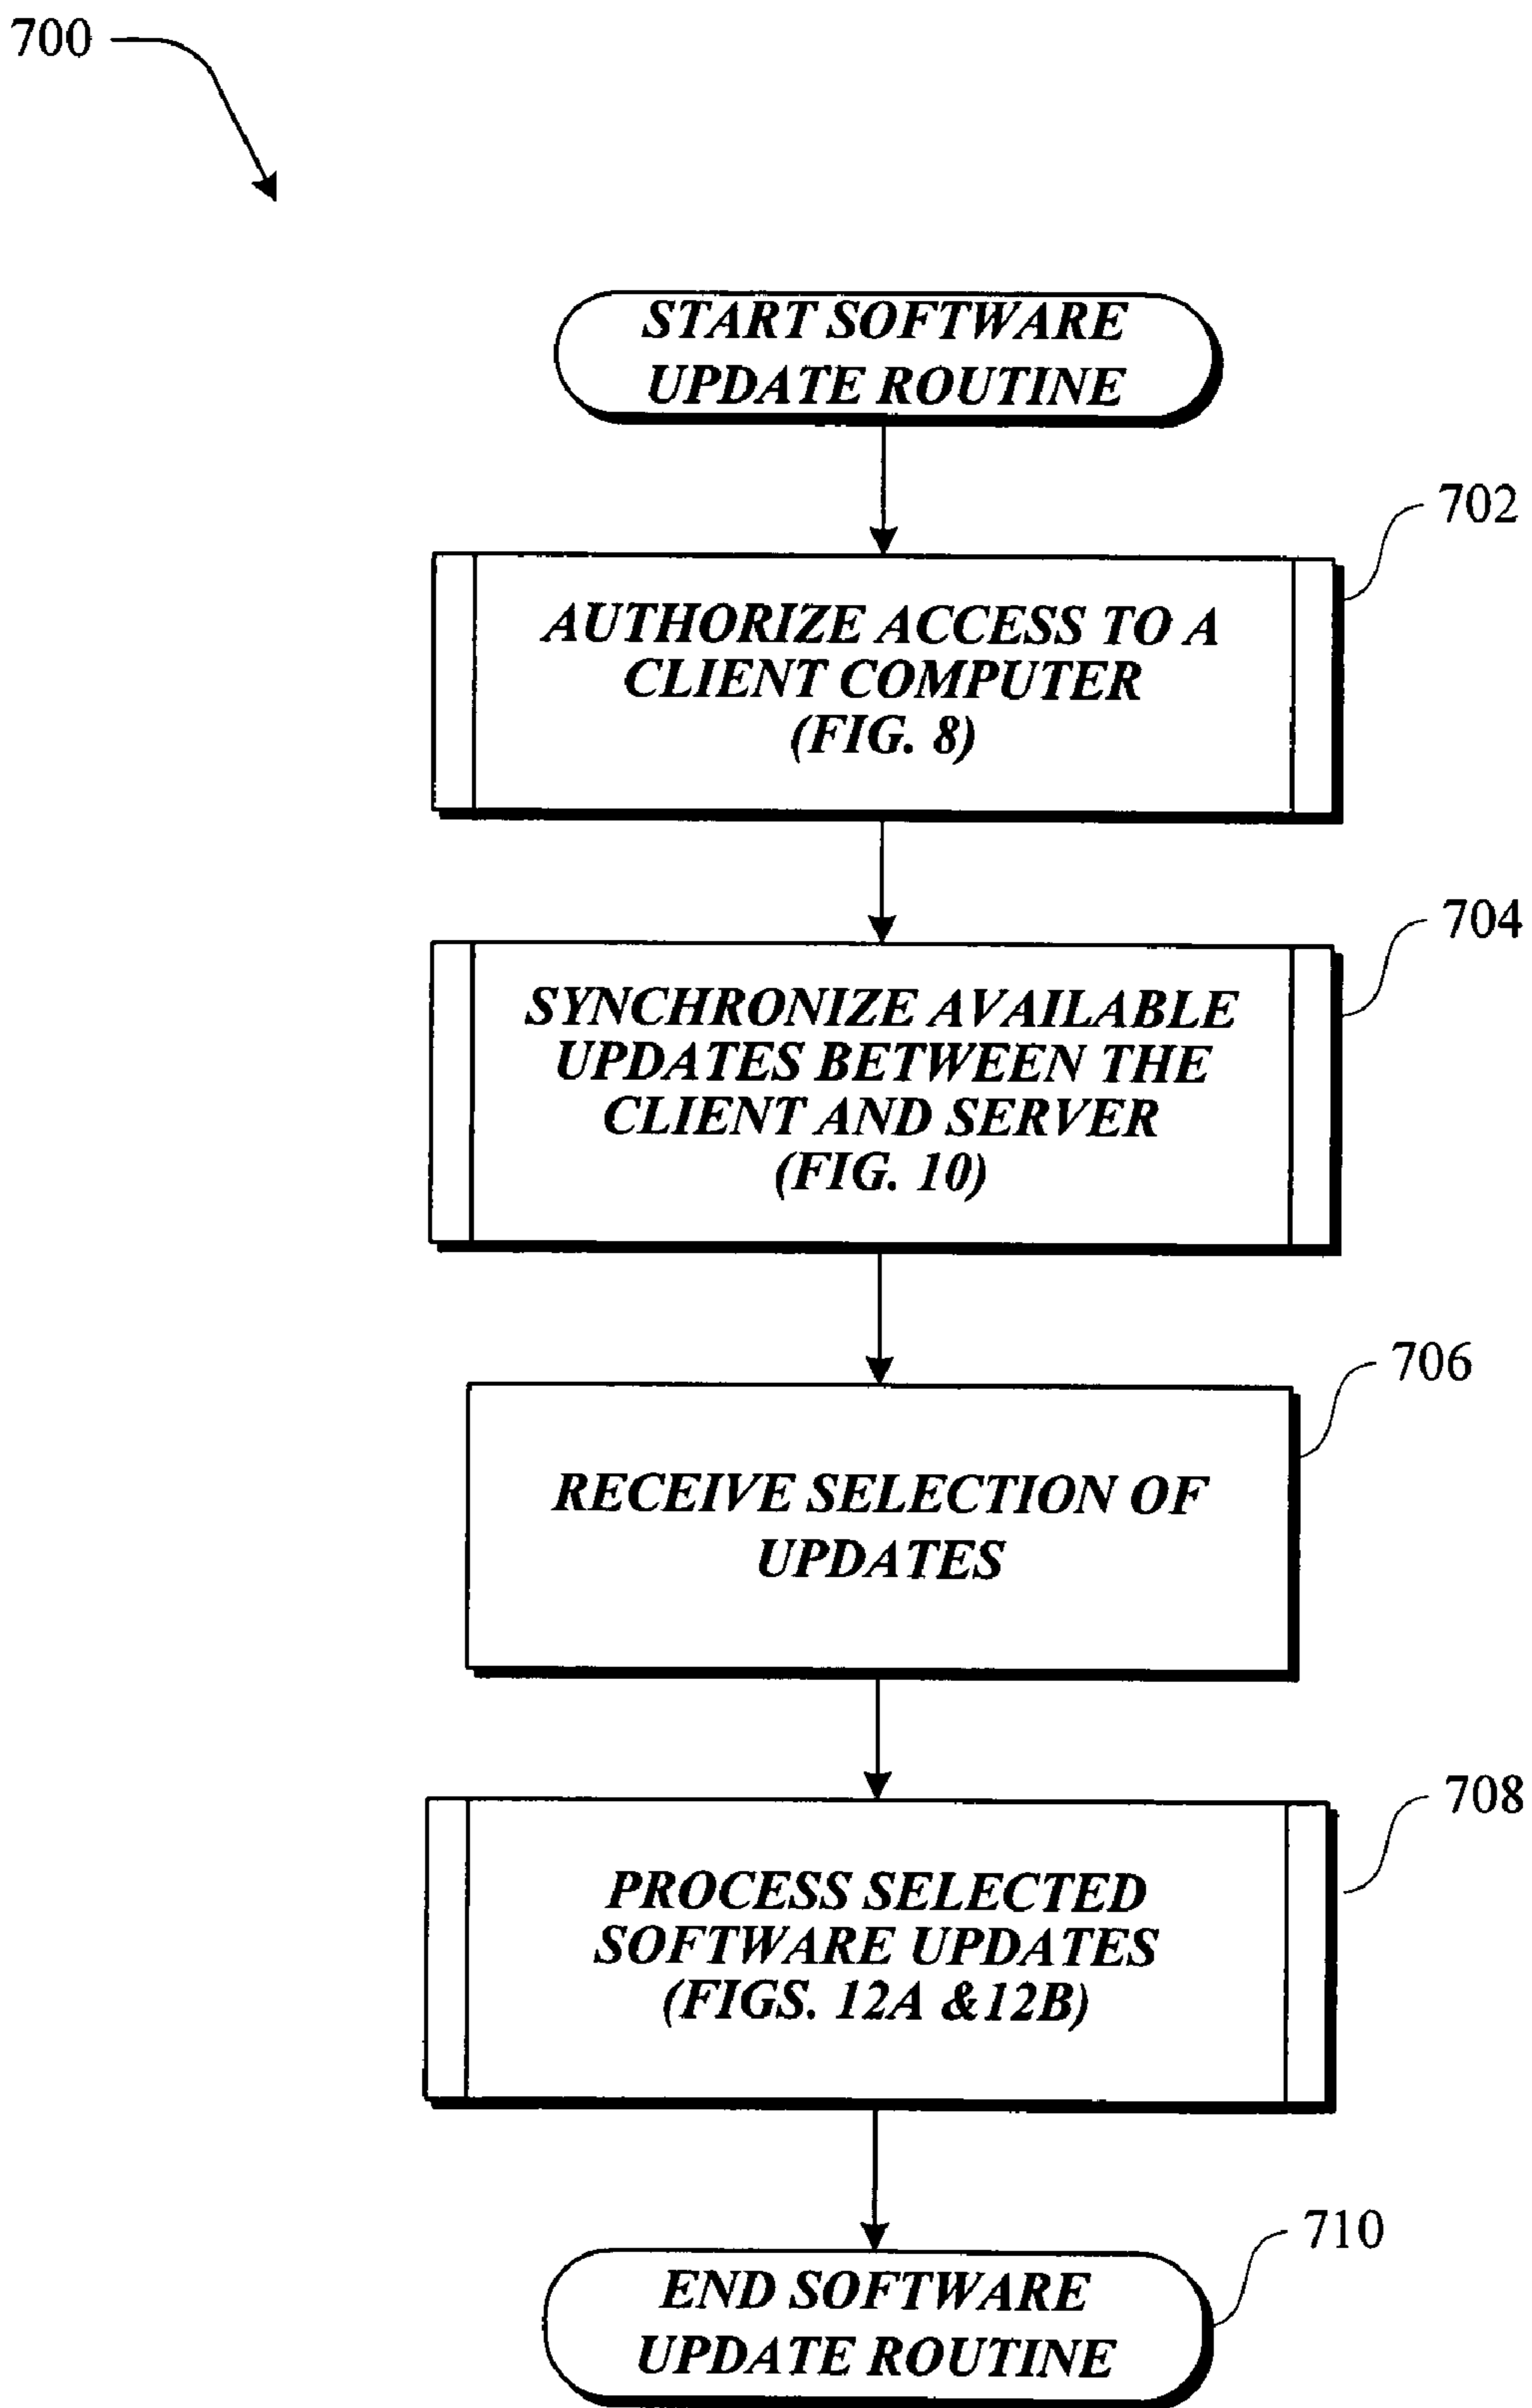 700
START SOFTWARE
UPDATE ROUTINE
702
AUTHORIZE ACCESS TO A
CLIENT COMPUTER
(FIG. 8)
704
SYNCHRONIZE AVAILABLE
UPDATES BETWEEN THE
CLIENT AND SERVER
(FIG. 10)
706
RECEIVE SELECTION OF
UPDATES
708
PROCESS SELECTED
SOFTWARE UPDATES
(FIGS. 12A &12B)
710
END SOFTWARE
UPDATE ROUTINE